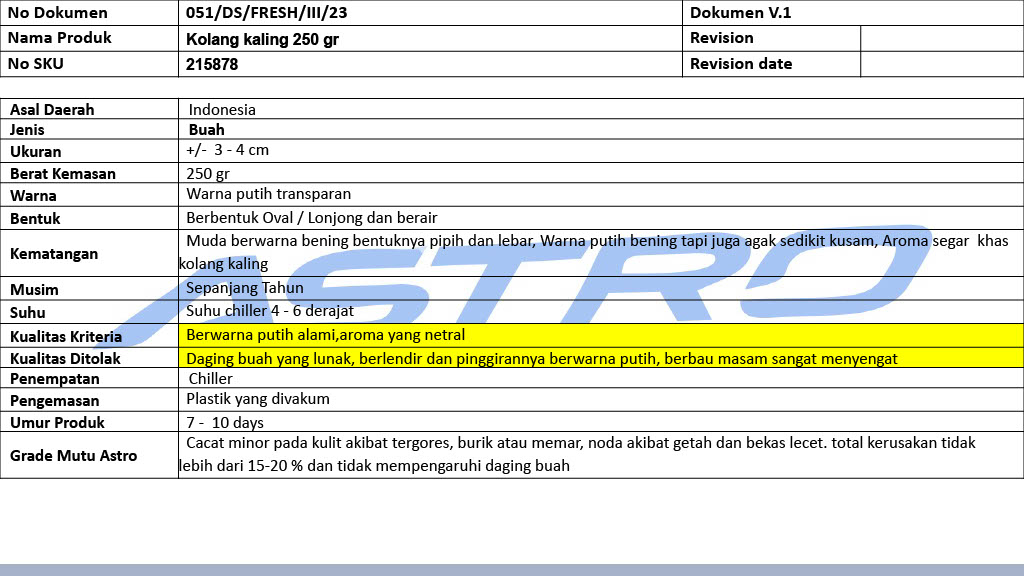 No Dokumen 051/DS/FRESH/III/23 Dokumen V.1
Nama Produk Kolang kaling 250 gr Revision
No SKU 215878 Revision date
Asal Daerah Indonesia
Jenis Buah
Ukuran +/- 3 - 4 cm
Berat Kemasan 250 gr
Warna Warna putih transparan
Bentuk Berbentuk Oval / Lonjong dan berair
Kematangan Muda berwarna bening bentuknya pipih dan lebar, Warna putih bening tapi juga agak sedikit kusam, Aroma segar khas
kolang kaling
Musim Sepanjang Tahun
Suhu Suhu chiller 4 - 6 derajat
Kualitas Kriteria Berwarna putih alami,aroma yang netral
Kualitas Ditolak Daging buah yang lunak, berlendir dan pinggirannya berwarna putih, berbau masam sangat menyengat
Penempatan Chiller
Pengemasan Plastik yang divakum
Umur Produk 7 - 10 days
Grade Mutu Astro Cacat minor pada kulit akibat tergores, burik atau memar, noda akibat getah dan bekas lecet. total kerusakan tidak
lebih dari 15-20 % dan tidak mempengaruhi daging buah
ASTRO